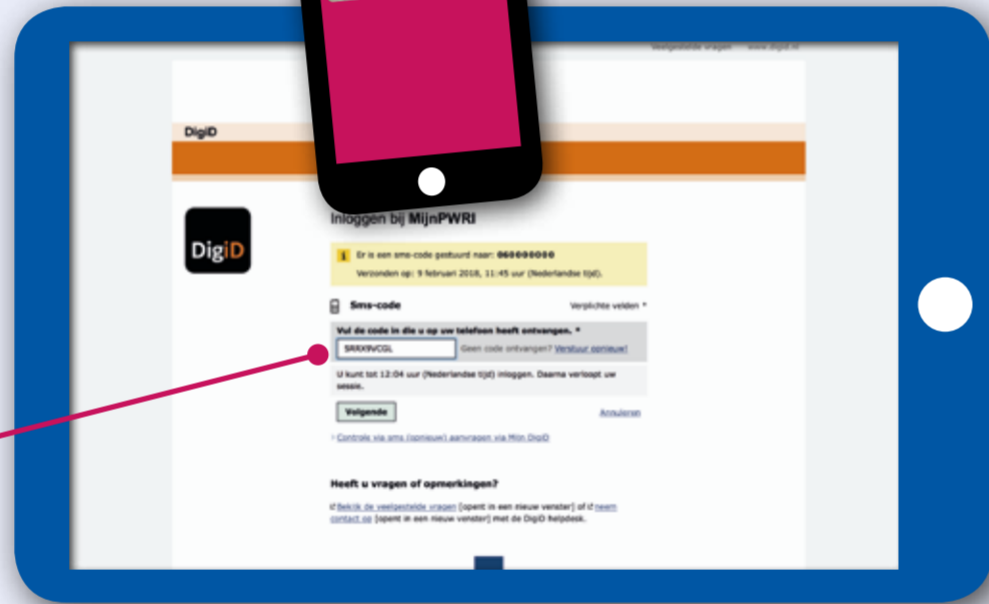 Veelgestelde vragen www.digid.nl
DigiD
DigiD
Inloggen bij MijnPWRI
i Er is een sms-code gestuurd naar:
Verzonden op: 9 februari 2018, 11:45 uur (Nederlandse tijd).
Sms-code Verplichte velden *
Vul de code in die u op uw telefoon heeft ontvangen. *
Geen code ontvangen? Verstuur opnieuw!
U kunt tot 12:04 uur (Nederlandse tijd) inloggen. Daarna verloopt uw
sessie.
Volgende Annuleren
Controle via sms (opnieuw) aanvragen via Mijn DigiD
Heeft u vragen of opmerkingen?
Bekijk de veelgestelde vragen [opent in een nieuw venster] of neem
contact op [opent in een nieuw venster] met de DigiD helpdesk.